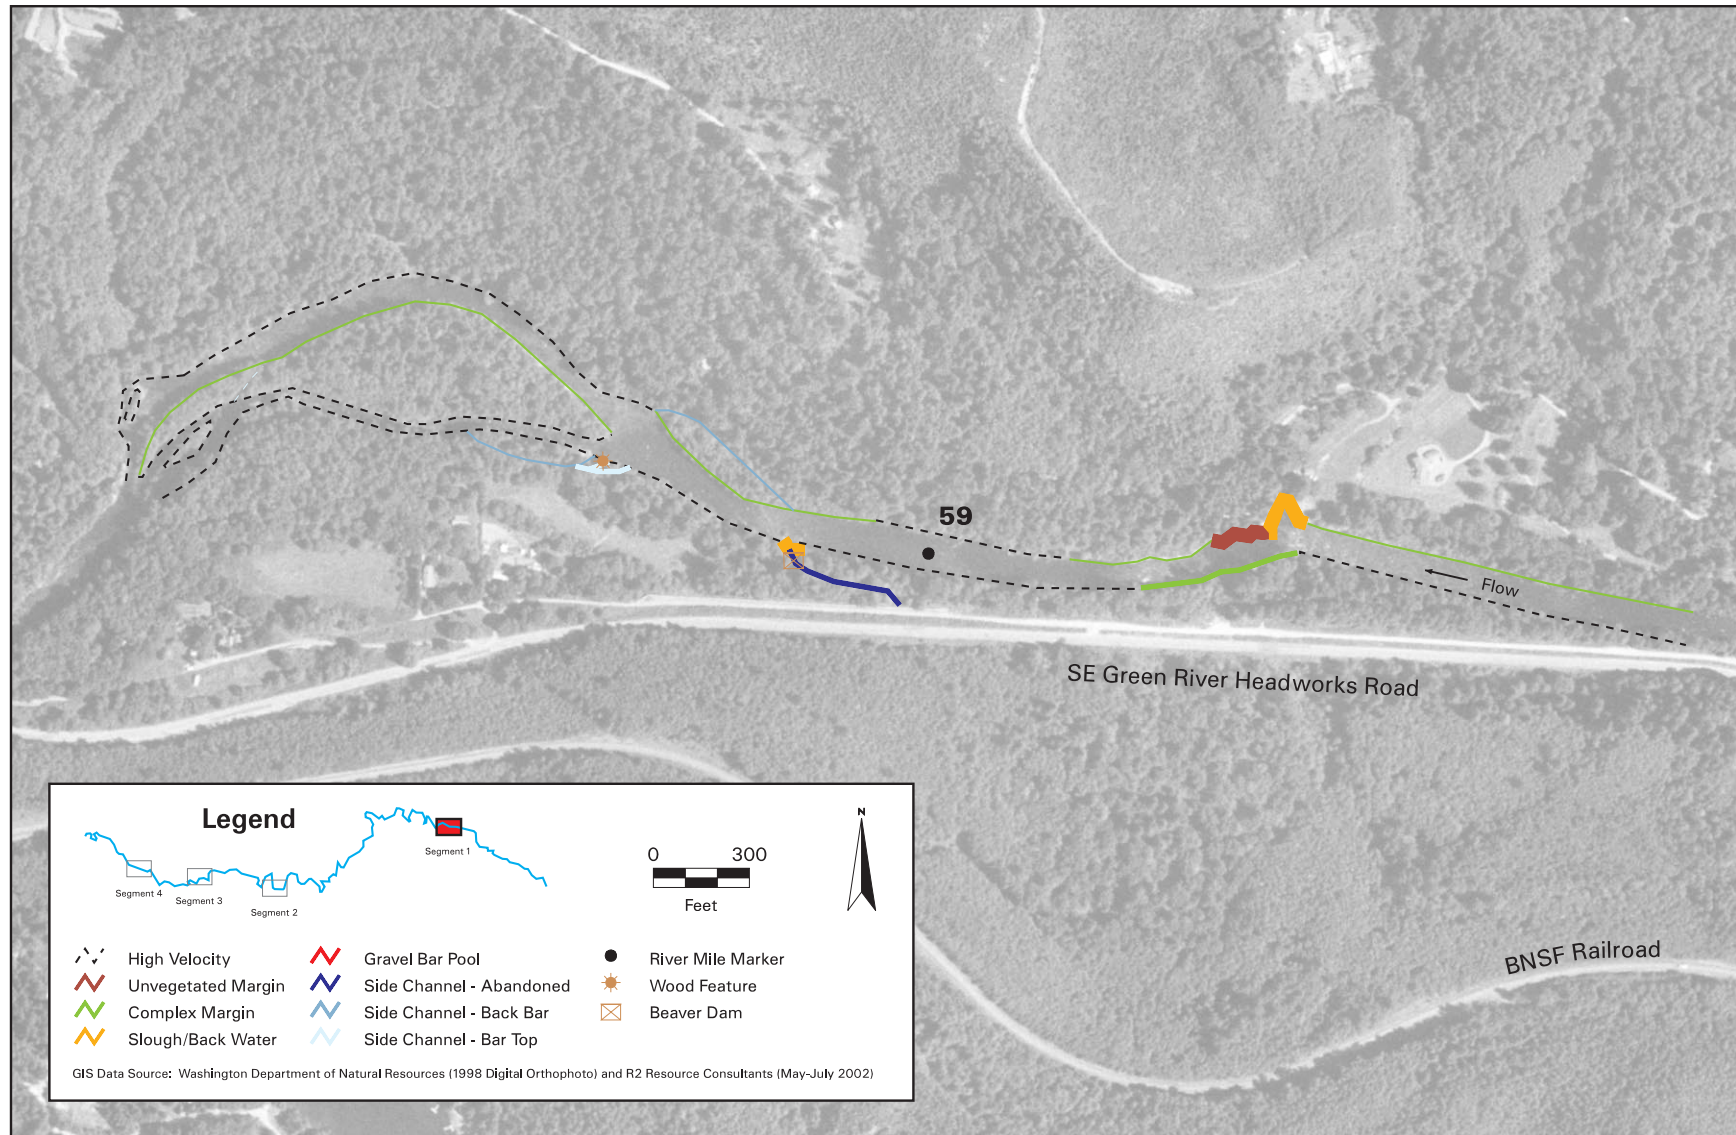 59
Flow
SE Green River Headworks Road
BNSF Railroad
Legend
Segment 1
Segment 4
Segment 3
Segment 2
0 300
Feet
N
High Velocity
Unvegetated Margin
Complex Margin
Slough/Back Water
Gravel Bar Pool
Side Channel - Abandoned
Side Channel - Back Bar
Side Channel - Bar Top
River Mile Marker
Wood Feature
Beaver Dam
GIS Data Source: Washington Department of Natural Resources (1998 Digital Orthophoto) and R2 Resource Consultants (May-July 2002)